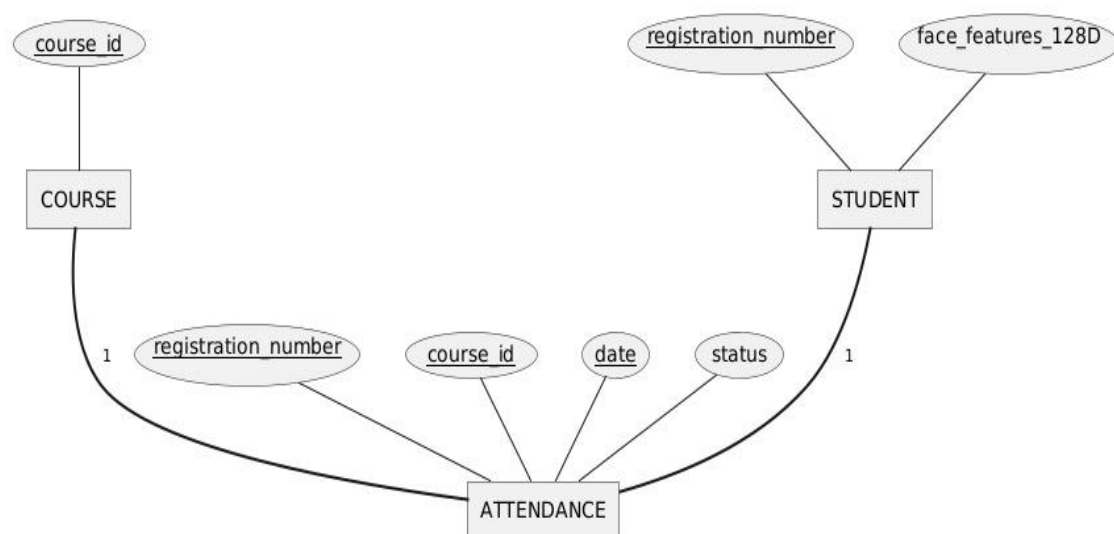 course_id
registration_number
face_features_128D
COURSE
STUDENT
1
registration_number
course_id
date
status
1
ATTENDANCE